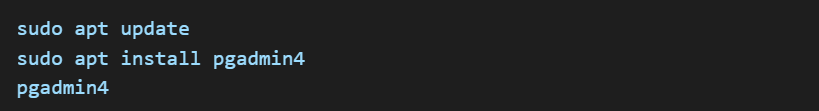 sudo apt update
sudo apt install pgadmin4
pgadmin4